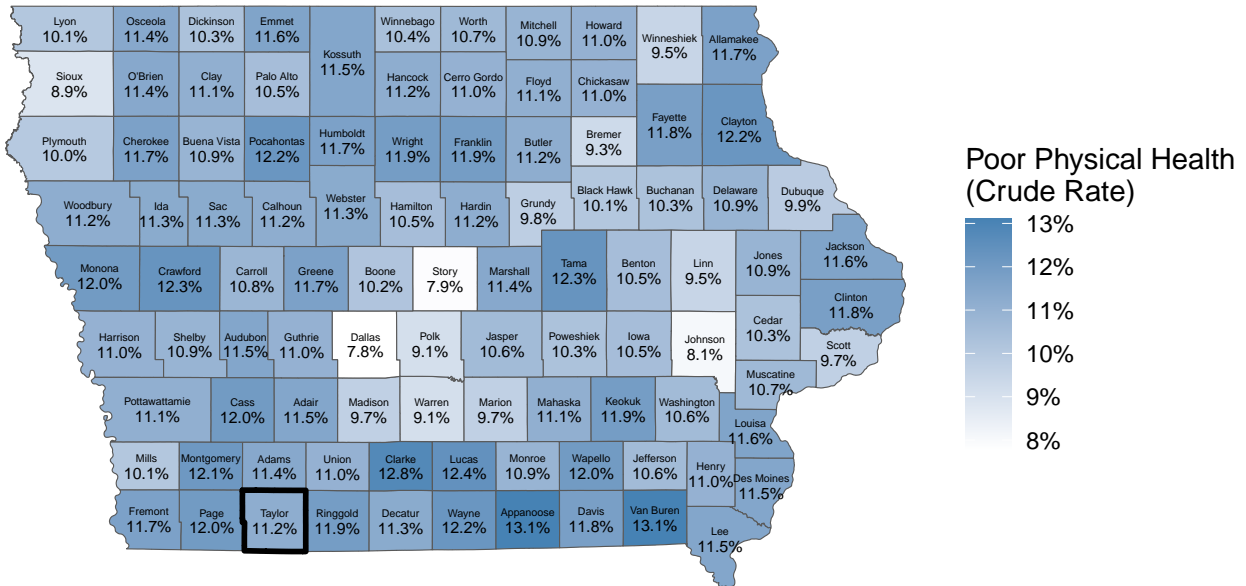 Lyon
10.1%
Osceola
11.4%
Dickinson
10.3%
Emmet
11.6%
Kossuth
11.5%
Winnebago
10.4%
Worth
10.7%
Mitchell
10.9%
Howard
11.0%
Winneshiek
9.5%
Allamakee
11.7%
Sioux
8.9%
O'Brien
11.4%
Clay
11.1%
Palo Alto
10.5%
Hancock
11.2%
Cerro Gordo
11.0%
Floyd
11.1%
Chickasaw
11.0%
Fayette
11.8%
Clayton
12.2%
Plymouth
10.0%
Cherokee
11.7%
Buena Vista
10.9%
Pocahontas
12.2%
Humboldt
11.7%
Wright
11.9%
Franklin
11.9%
Butler
11.2%
Bremer
9.3%
Woodbury
11.2%
Ida
11.3%
Sac
11.3%
Calhoun
11.2%
Webster
11.3%
Hamilton
10.5%
Hardin
11.2%
Grundy
9.8%
Black Hawk
10.1%
Buchanan
10.3%
Delaware
10.9%
Dubuque
9.9%
Monona
12.0%
Crawford
12.3%
Carroll
10.8%
Greene
11.7%
Boone
10.2%
Story
7.9%
Marshall
11.4%
Tama
12.3%
Benton
10.5%
Linn
9.5%
Jones
10.9%
Jackson
11.6%
Clinton
11.8%
Harrison
11.0%
Shelby
10.9%
Audubon
11.5%
Guthrie
11.0%
Dallas
7.8%
Polk
9.1%
Jasper
10.6%
Poweshiek
10.3%
Iowa
10.5%
Johnson
8.1%
Cedar
10.3%
Scott
9.7%
Muscatine
10.7%
Pottawattamie
11.1%
Cass
12.0%
Adair
11.5%
Madison
9.7%
Warren
9.1%
Marion
9.7%
Mahaska
11.1%
Keokuk
11.9%
Washington
10.6%
Louisa
11.6%
Mills
10.1%
Montgomery
12.1%
Adams
11.4%
Union
11.0%
Clarke
12.8%
Lucas
12.4%
Monroe
10.9%
Wapello
12.0%
Jefferson
10.6%
Henry
11.0%
Des Moines
11.5%
Fremont
11.7%
Page
12.0%
Taylor
11.2%
Ringgold
11.9%
Decatur
11.3%
Wayne
12.2%
Appanoose
13.1%
Davis
11.8%
Van Buren
13.1%
Lee
11.5%
Poor Physical Health
(Crude Rate)
13%
12%
11%
10%
9%
8%